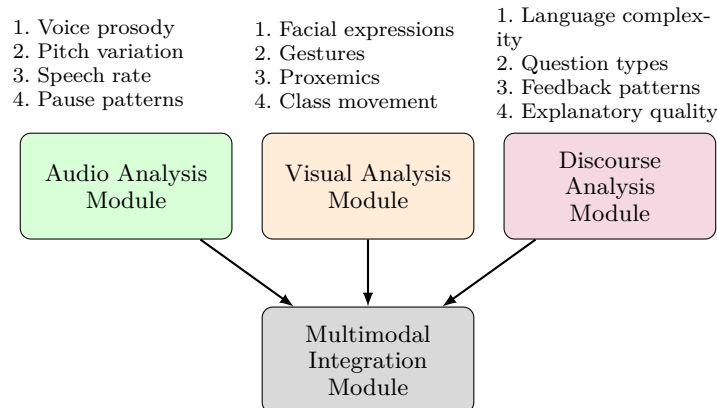 1. Voice prosody
2. Pitch variation
3. Speech rate
4. Pause patterns
1. Facial expressions
2. Gestures
3. Proxemics
4. Class movement
1. Language complex-
ity
2. Question types
3. Feedback patterns
4. Explanatory quality
Audio Analysis
Module
Visual Analysis
Module
Discourse
Analysis
Module
Multimodal
Integration
Module